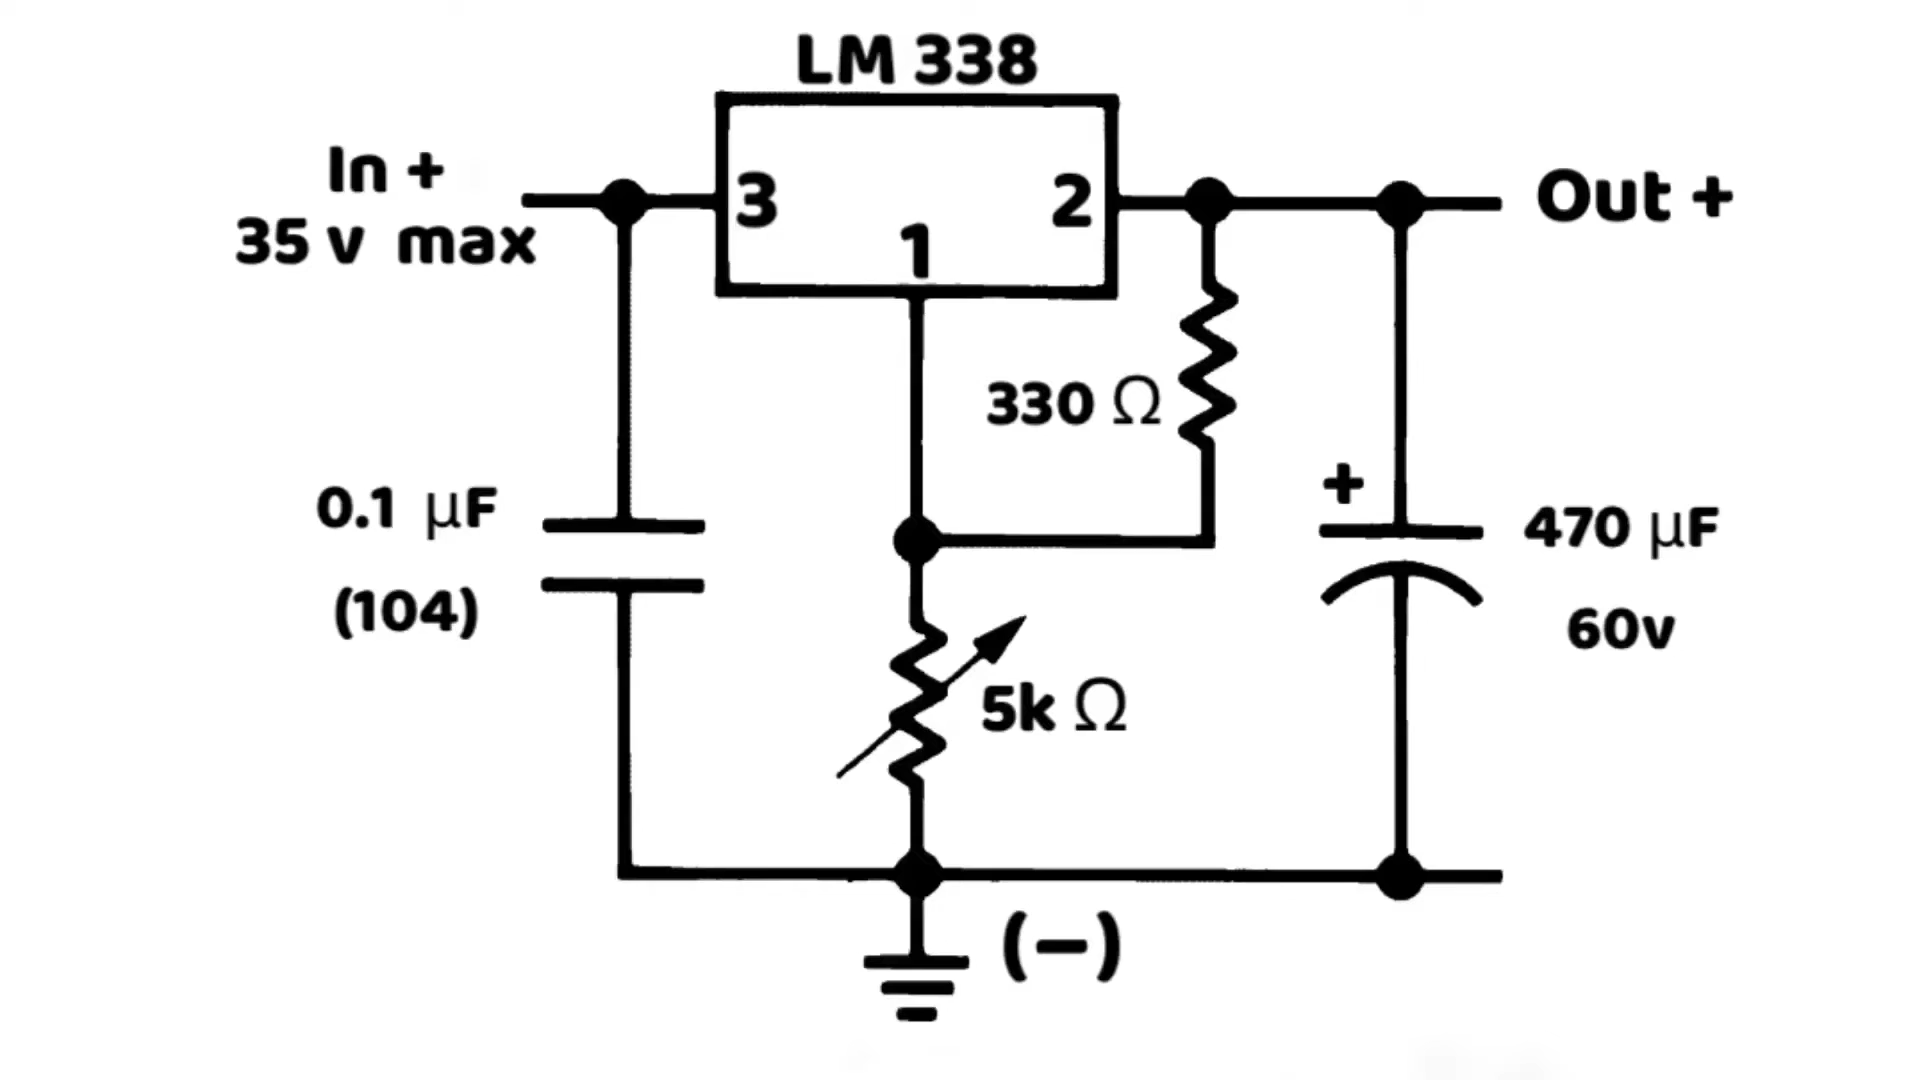 LM 338
In +
35 v max
3
1
2
Out +
330 Ω
0.1 µF
(104)
+
470 µF
60v
5k Ω
(−)